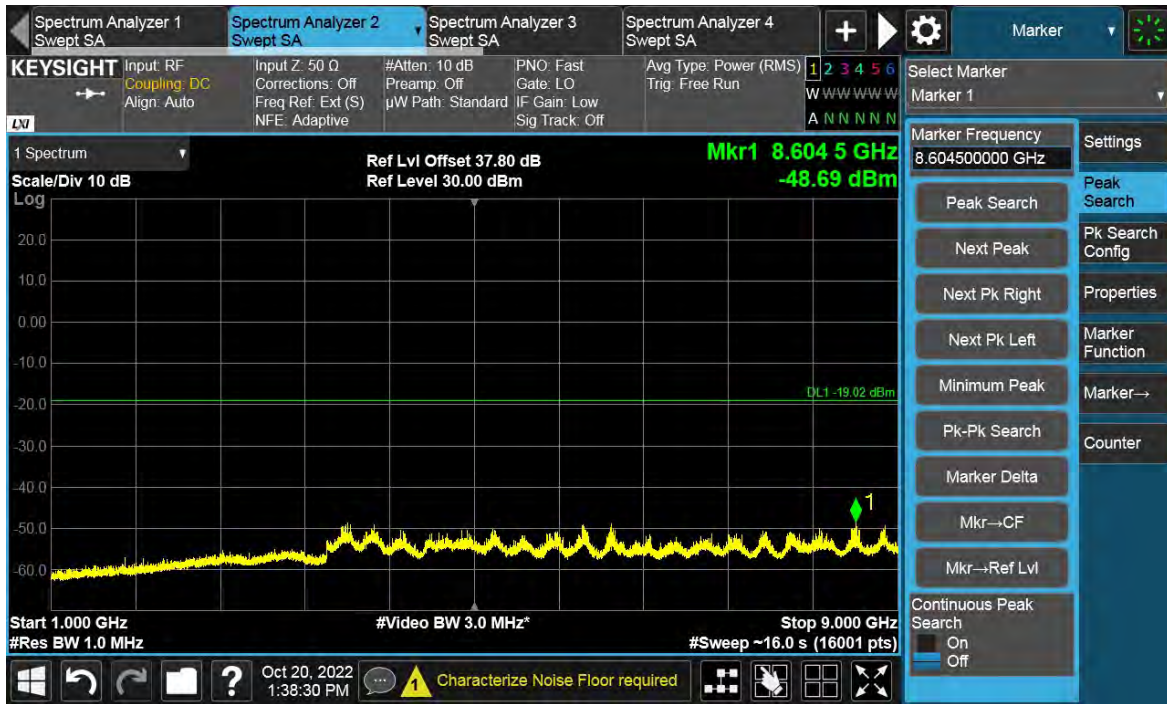 Spectrum Analyzer 1
Swept SA
Spectrum Analyzer 2
Swept SA
Spectrum Analyzer 3
Swept SA
Spectrum Analyzer 4
Swept SA
+
Marker
KEYSIGHT
LXI
Input: RF
Coupling: DC
Align: Auto
Input Z: 50 Ω
Corrections: Off
Freq Ref: Ext (S)
NFE: Adaptive
#Atten: 10 dB
Preamp: Off
µW Path: Standard
PNO: Fast
Gate: LO
IF Gain: Low
Sig Track: Off
Avg Type: Power (RMS)
Trig: Free Run
1 2 3 4 5 6
W W W W W W
A N N N N N
Select Marker
Marker 1
1 Spectrum
Scale/Div 10 dB
Log
Ref Lvl Offset 37.80 dB
Ref Level 30.00 dBm
Mkr1 8.604 5 GHz
-48.69 dBm
20.0
10.0
0.00
-10.0
-20.0
-30.0
-40.0
-50.0
-60.0
DL1 -19.02 dBm
1
Start 1.000 GHz
#Res BW 1.0 MHz
#Video BW 3.0 MHz*
Stop 9.000 GHz
#Sweep ~16.0 s (16001 pts)
Marker Frequency
8.604500000 GHz
Peak Search
Next Peak
Next Pk Right
Next Pk Left
Minimum Peak
Pk-Pk Search
Marker Delta
Mkr→CF
Mkr→Ref Lvl
Continuous Peak
Search
On
Off
Settings
Peak
Search
Pk Search
Config
Properties
Marker
Function
Marker→
Counter
?
Oct 20, 2022
1:38:30 PM
1
Characterize Noise Floor required